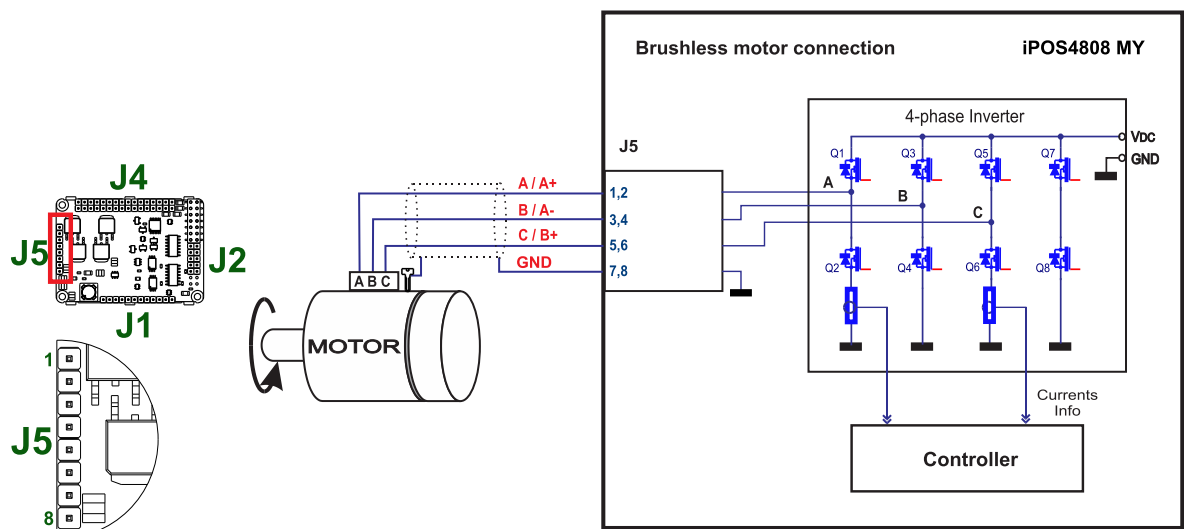 Brushless motor connection
iPOS4808 MY
4-phase Inverter
VDC
GND
Q1
Q3
Q5
Q7
A
B
C
Q2
Q4
Q6
Q8
J5
1,2
3,4
5,6
7,8
A / A+
B / A-
C / B+
GND
A B C
MOTOR
J4
J5
J2
J1
1
J5
8
Currents
Info
Controller